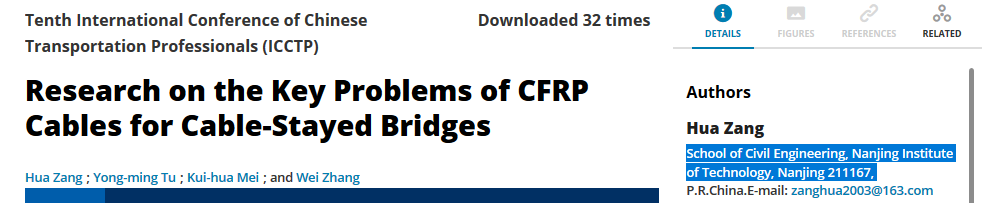 Tenth International Conference of Chinese
Transportation Professionals (ICCTP)
Downloaded 32 times
Research on the Key Problems of CFRP
Cables for Cable-Stayed Bridges
Hua Zang ; Yong-ming Tu ; Kui-hua Mei ; and Wei Zhang
DETAILS
FIGURES
REFERENCES
RELATED
Authors
Hua Zang
School of Civil Engineering, Nanjing Institute
of Technology, Nanjing 211167,
P.R.China.E-mail: zanghua2003@163.com